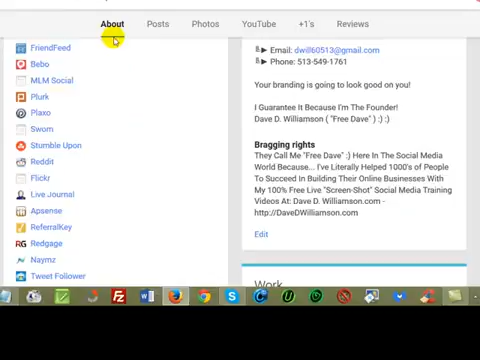 About Posts Photos YouTube +1's Reviews
FriendFeed
Bebo
MLM Social
Plurk
Plaxo
Swom
Stumble Upon
Reddit
Flickr
Live Journal
Apsense
ReferralKey
Redgage
Naymz
Tweet Follower
Email: dwill60513@gmail.com
Phone: 513-549-1761
Your branding is going to look good on you!
I Guarantee It Because I'm The Founder!
Dave D. Williamson ( "Free Dave" ) :) :)
Bragging rights
They Call Me "Free Dave" :) Here In The Social Media
World Because... I've Literally Helped 1000's of People
To Succeed In Building Their Online Businesses With
My 100% Free Live "Screen-Shot" Social Media Training
Videos At: Dave D. Williamson.com -
http://DaveDWilliamson.com
Edit
Work